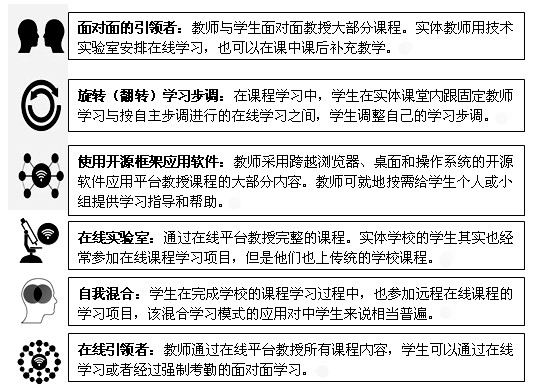 面对面的引领者：教师与学生面对面教授大部分课程。实体教师用技术
实验室安排在线学习，也可以在课中课后补充教学。
旋转（翻转）学习步调：在课程学习中，学生在实体课堂内跟固定教师
学习与按自主步调进行的在线学习之间，学生调整自己的学习步调。
使用开源框架应用软件：教师采用跨越浏览器、桌面和操作系统的开源
软件应用平台教授课程的大部分内容。教师可就地按需给学生个人或小
组提供学习指导和帮助。
在线实验室：通过在线平台教授完整的课程。实体学校的学生其实也经
常参加在线课程学习项目，但是他们也上传统的学校课程。
自我混合：学生在完成学校的课程学习过程中，也参加远程在线课程的
学习项目，该混合学习模式的应用对中学生来说相当普遍。
在线引领者：教师通过在线平台教授所有课程内容，学生可以通过在线
学习或者经过强制考勤的面对面学习。